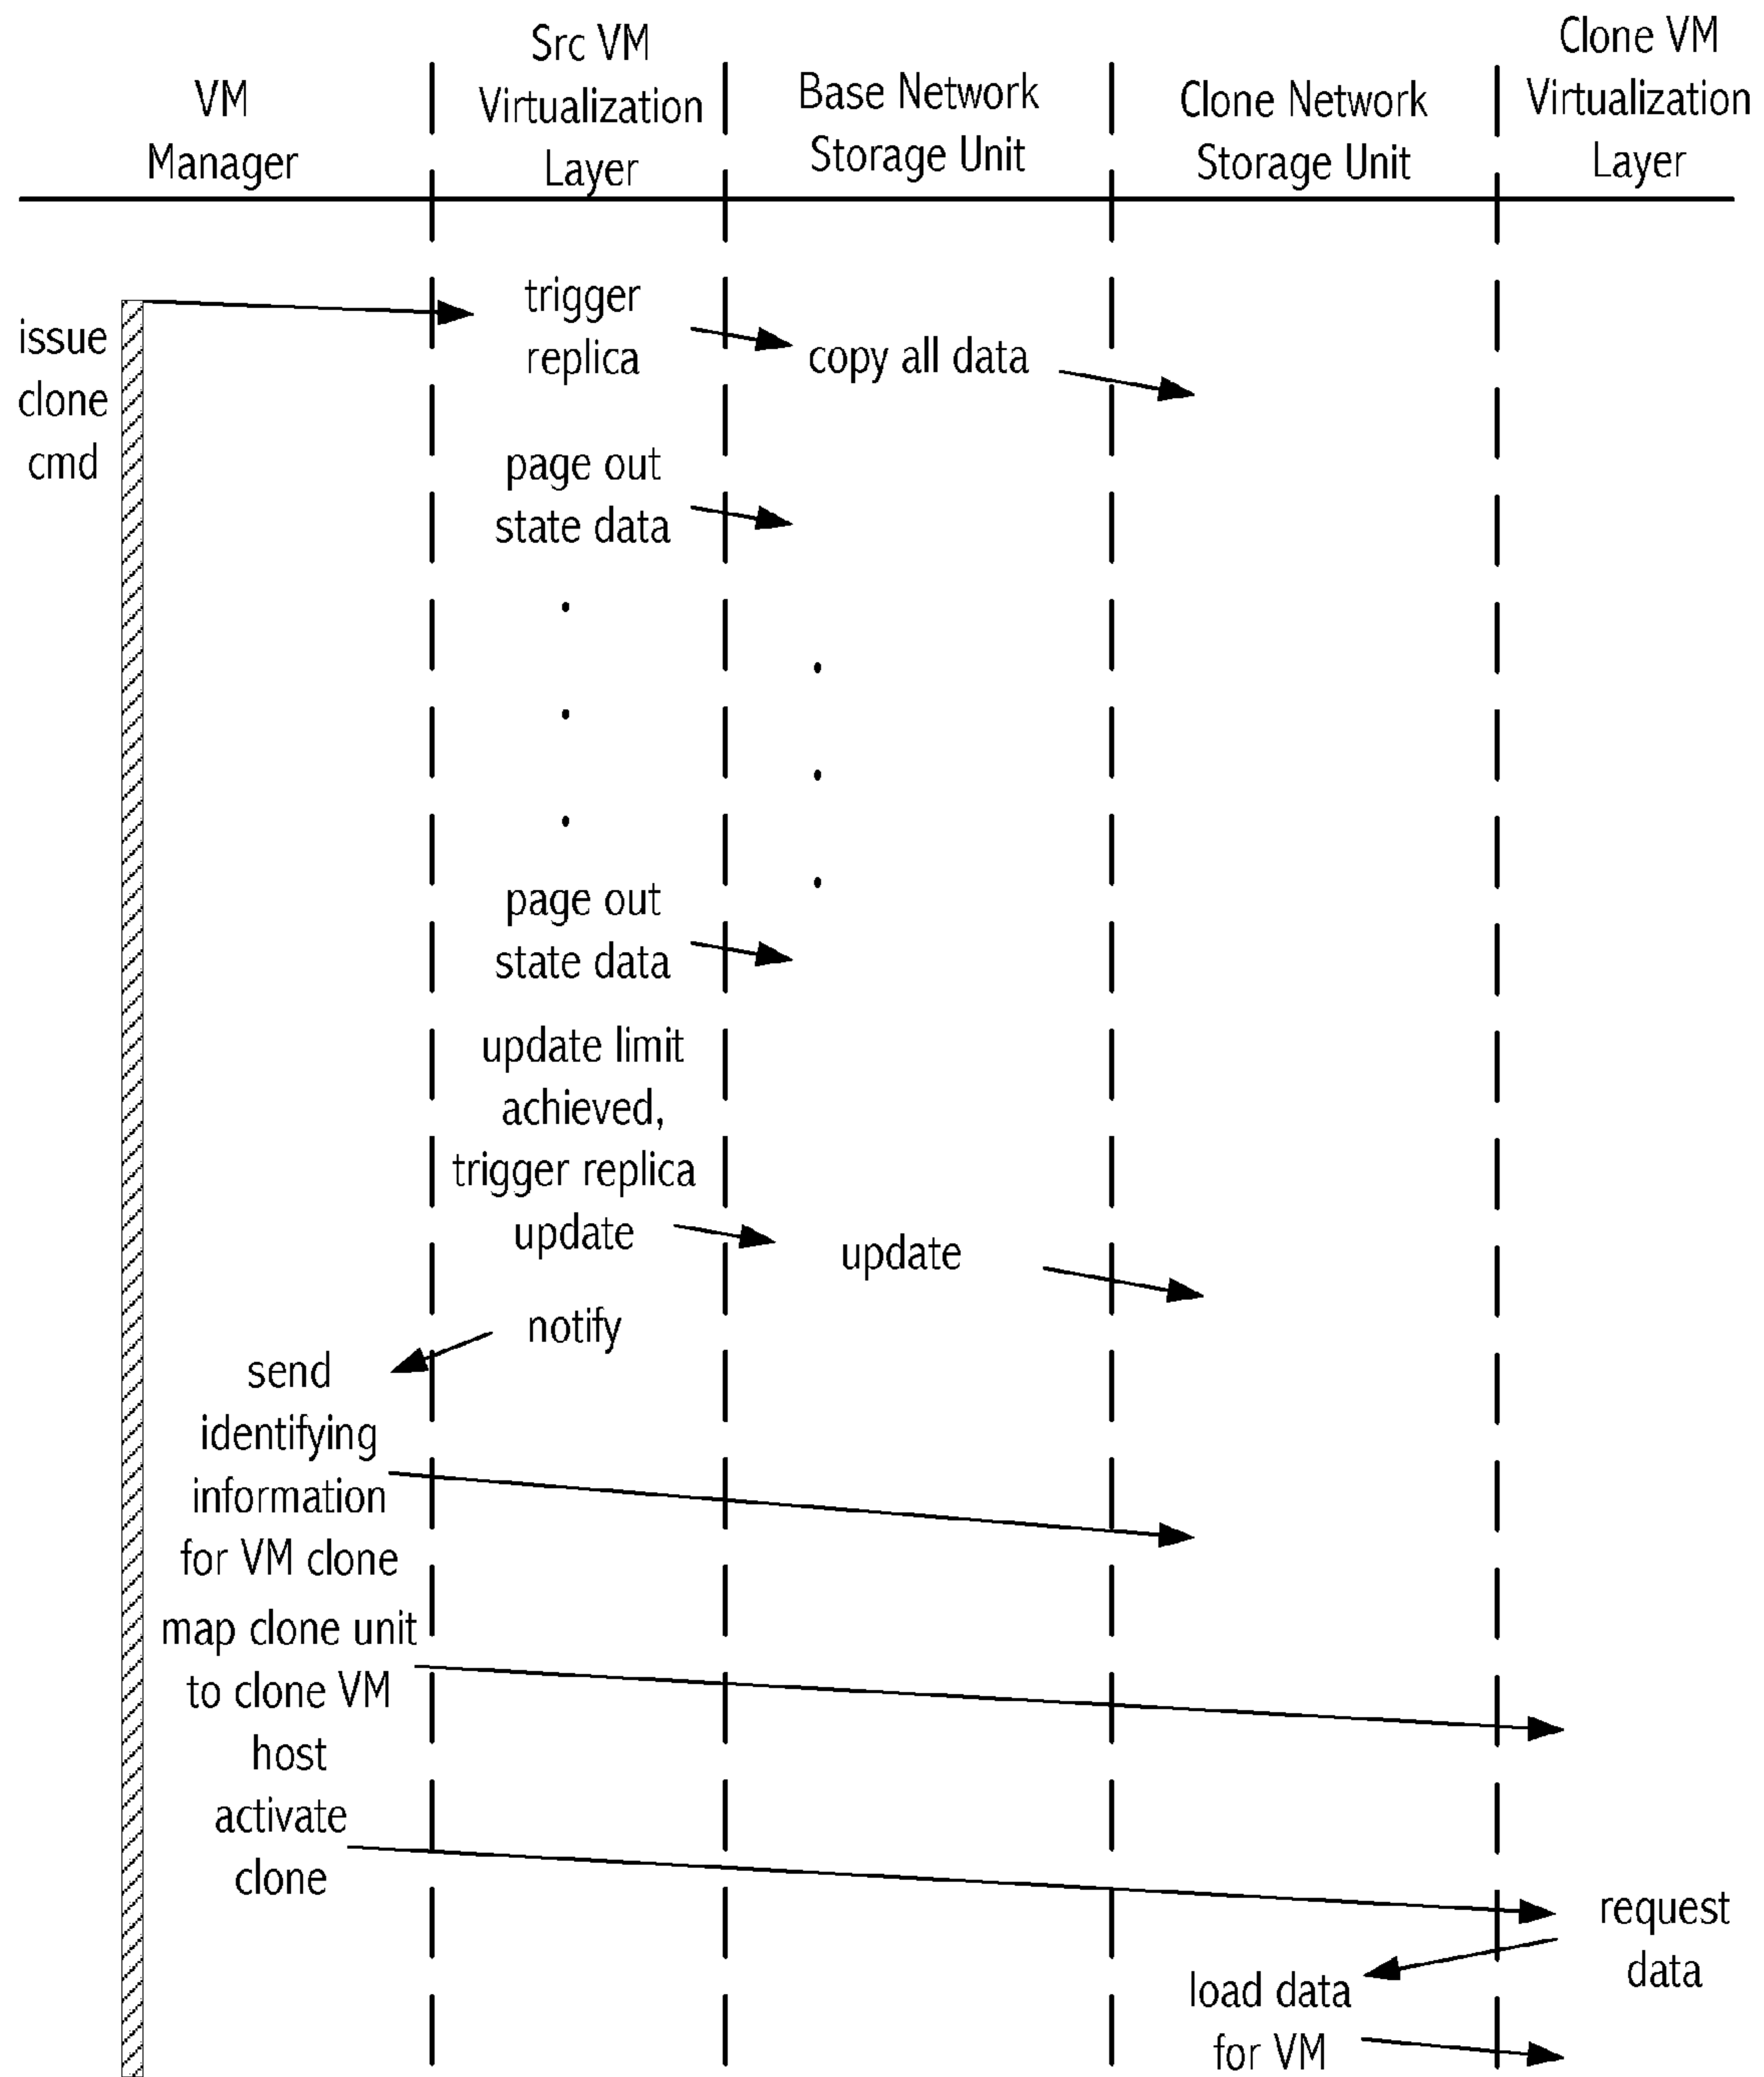 VM
Manager
Src VM
Virtualization
Layer
Base Network
Storage Unit
Clone Network
Storage Unit
Clone VM
Virtualization
Layer
issue
clone
cmd
trigger
replica
copy all data
page out
state data
page out
state data
update limit
achieved,
trigger replica
update
update
notify
send
identifying
information
for VM clone
map clone unit
to clone VM
host
activate
clone
request
data
load data
for VM